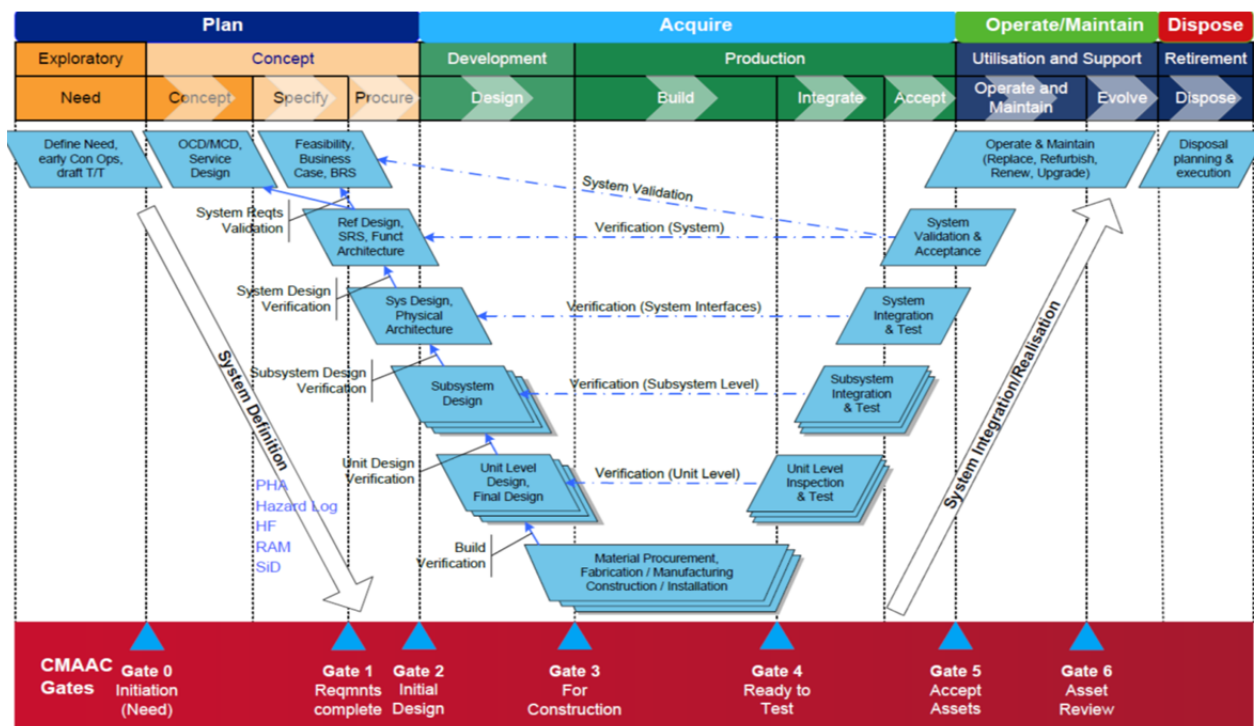 Plan
Acquire
Operate/Maintain
Dispose
Exploratory
Concept
Development
Production
Utilisation and Support
Retirement
Need
Concept
Specify
Procure
Design
Build
Integrate
Accept
Operate and
Maintain
Evolve
Dispose
Define Need,
early Con Ops,
draft T/T
OCD/MCD,
Service
Design
Feasibility,
Business
Case, BRS
Operate & Maintain
(Replace, Refurbish,
Renew, Upgrade)
Disposal
planning &
execution
System Validation
System Reqts
Validation
Ref Design,
SRS, Funct
Architecture
Verification (System)
System
Validation &
Acceptance
System Design
Verification
Sys Design,
Physical
Architecture
Verification (System Interfaces)
System
Integration
& Test
Subsystem Design
Verification
Subsystem
Design
Verification (Subsystem Level)
Subsystem
Integration
& Test
Unit Design
Verification
Unit Level
Design,
Final Design
Verification (Unit Level)
Unit Level
Inspection
& Test
Build
Verification
Material Procurement,
Fabrication / Manufacturing
Construction / Installation
System Definition
System Integration/Realisation
PHA
Hazard Log
HF
RAM
SiD
CMAAC
Gates
Gate 0
Initiation
(Need)
Gate 1
Reqmnts
complete
Gate 2
Initial
Design
Gate 3
For
Construction
Gate 4
Ready to
Test
Gate 5
Accept
Assets
Gate 6
Asset
Review